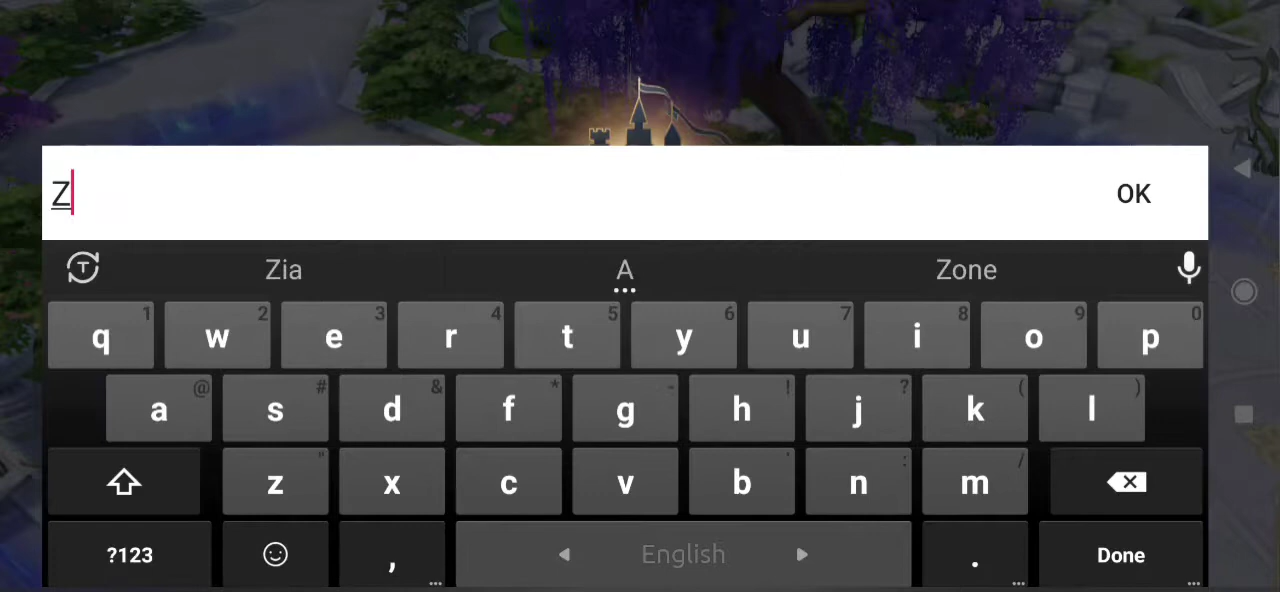 Z
OK
Zia A Zone
q 1 w 2 e 3 r 4 t 5 y 6 u 7 i 8 o 9 p 0
a @ s # d & f * g - h ! j ? k ( l )
z " x c v b ' n : m /
?123 , English . Done